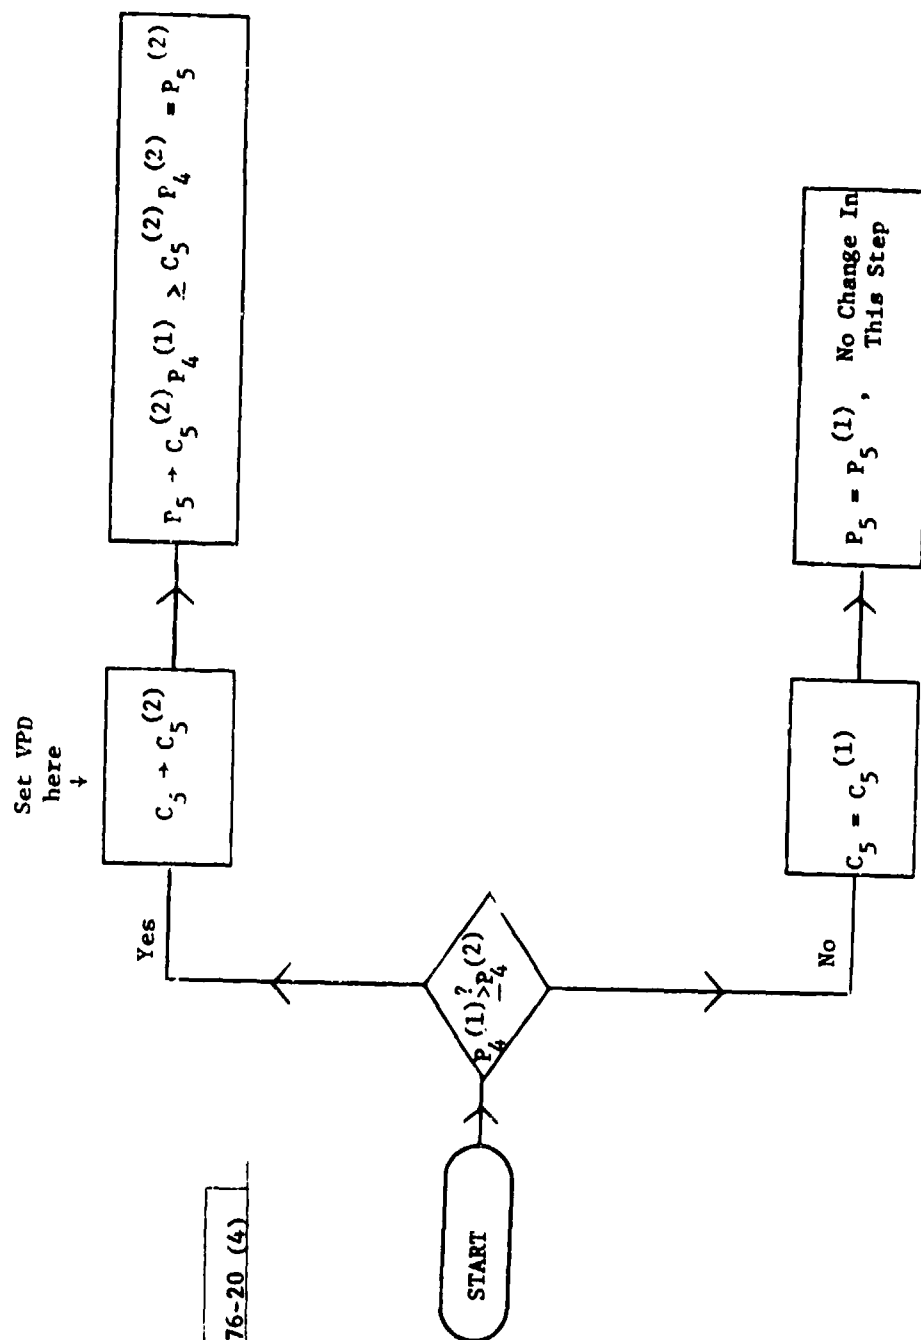 76-20 (4)
START
P₄⁽¹⁾ ≥? P₄⁽²⁾
Yes
Set VPD
here
↓
C₅ → C₅⁽²⁾
P₅ → C₅⁽²⁾P₄⁽¹⁾ ≥ C₅⁽²⁾P₄⁽²⁾ = P₅⁽²⁾
No
C₅ = C₅⁽¹⁾
P₅ = P₅⁽¹⁾, No Change In
This Step